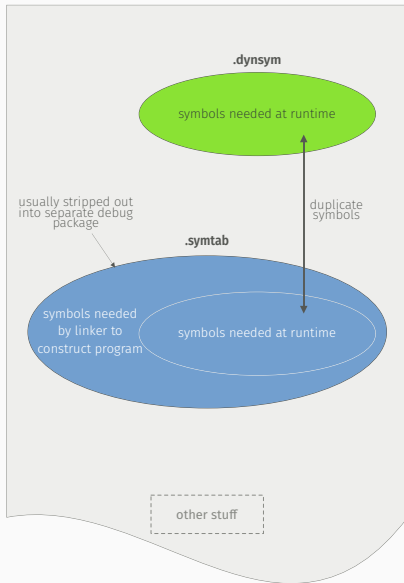 .dynsym
symbols needed at runtime
duplicate
symbols
usually stripped out
into separate debug
package
.symtab
symbols needed
by linker to
construct program
symbols needed at runtime
other stuff